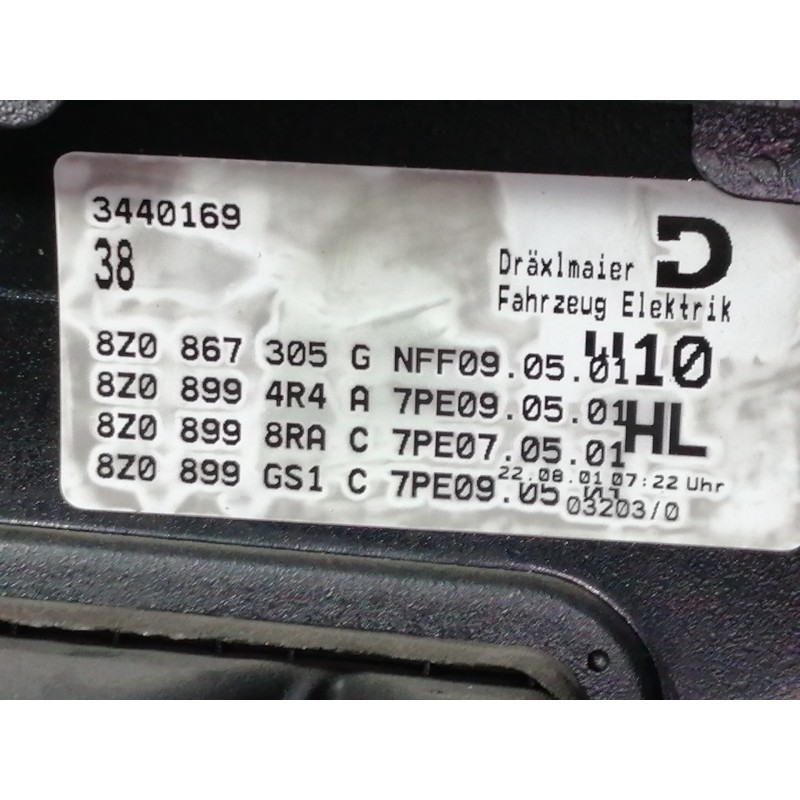 3440169
38
Dräxlmaier D
Fahrzeug Elektrik
8Z0 867 305 G NFF09.05.01 10
8Z0 899 4R4 A 7PE09.05.01 HL
8Z0 899 8RA C 7PE07.05.01
22.08.01 07:22 Uhr
8Z0 899 GS1 C 7PE09.05
03203/0